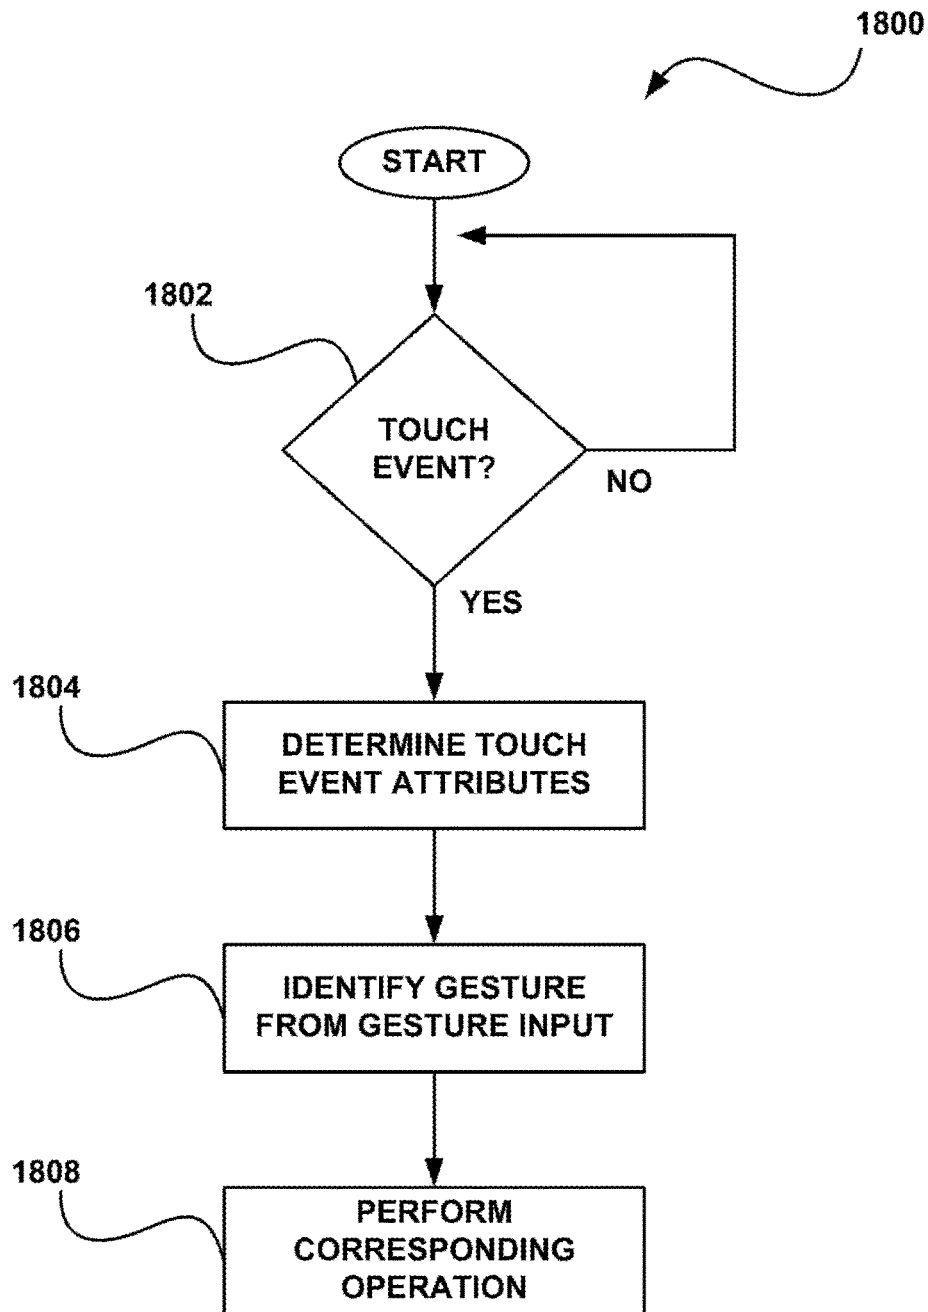 1800
START
1802
TOUCH
EVENT?
NO
YES
1804
DETERMINE TOUCH
EVENT ATTRIBUTES
1806
IDENTIFY GESTURE
FROM GESTURE INPUT
1808
PERFORM
CORRESPONDING
OPERATION